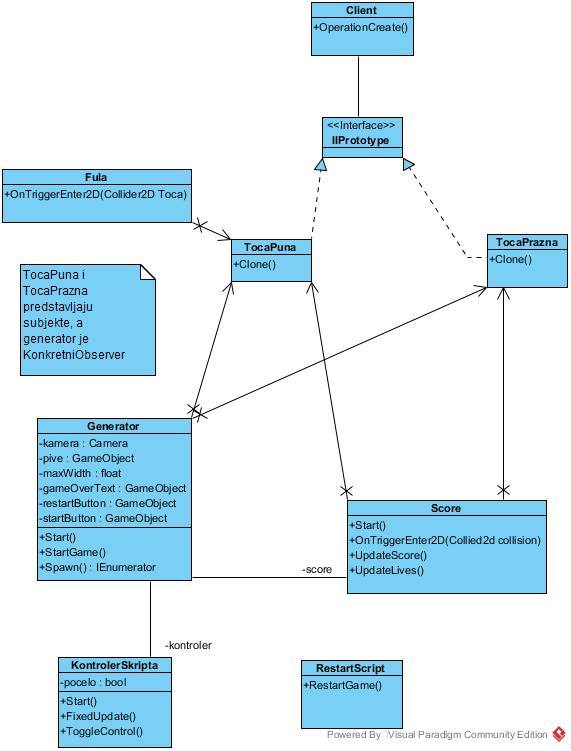 Client
+OperationCreate()
<<Interface>>
IIPrototype
Fula
+OnTriggerEnter2D(Collider2D Toca)
TocaPuna
+Clone()
TocaPrazna
+Clone()
TocaPuna i
TocaPrazna
predstavljaju
subjekte, a
generator je
KonkretniObserver
Generator
-kamera : Camera
-pive : GameObject
-maxWidth : float
-gameOverText : GameObject
-restartButton : GameObject
-startButton : GameObject
+Start()
+StartGame()
+Spawn() : IEnumerator
Score
+Start()
+OnTriggerEnter2D(Collied2d collision)
+UpdateScore()
+UpdateLives()
-score
-kontroler
KontrolerSkripta
-pocelo : bool
+Start()
+FixedUpdate()
+ToggleControl()
RestartScript
+RestartGame()
Powered By Visual Paradigm Community Edition